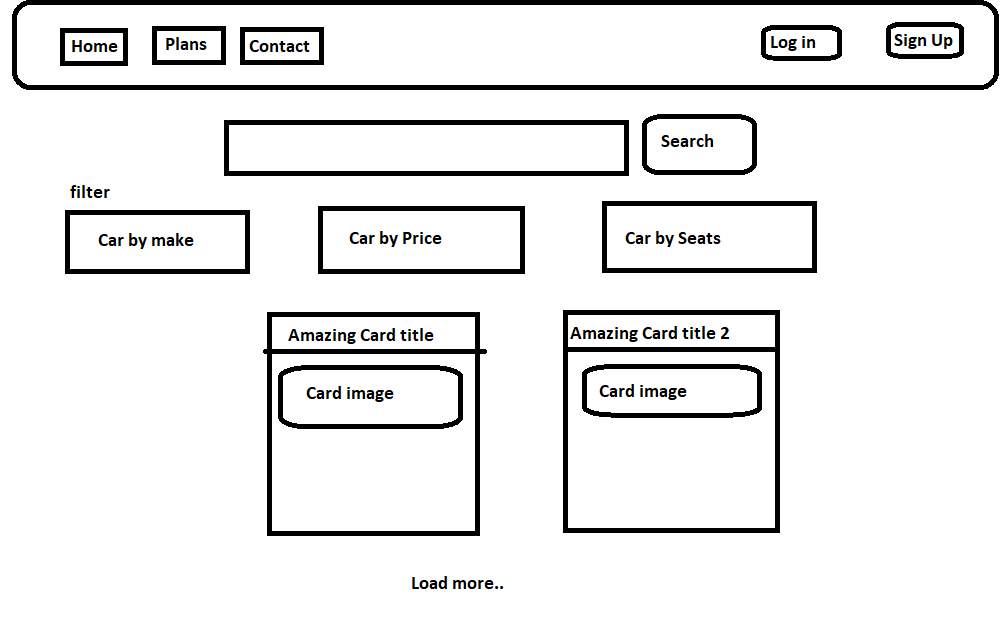 Home
Plans
Contact
Log in
Sign Up
Search
filter
Car by make
Car by Price
Car by Seats
Amazing Card title
Amazing Card title 2
Card image
Card image
Load more..